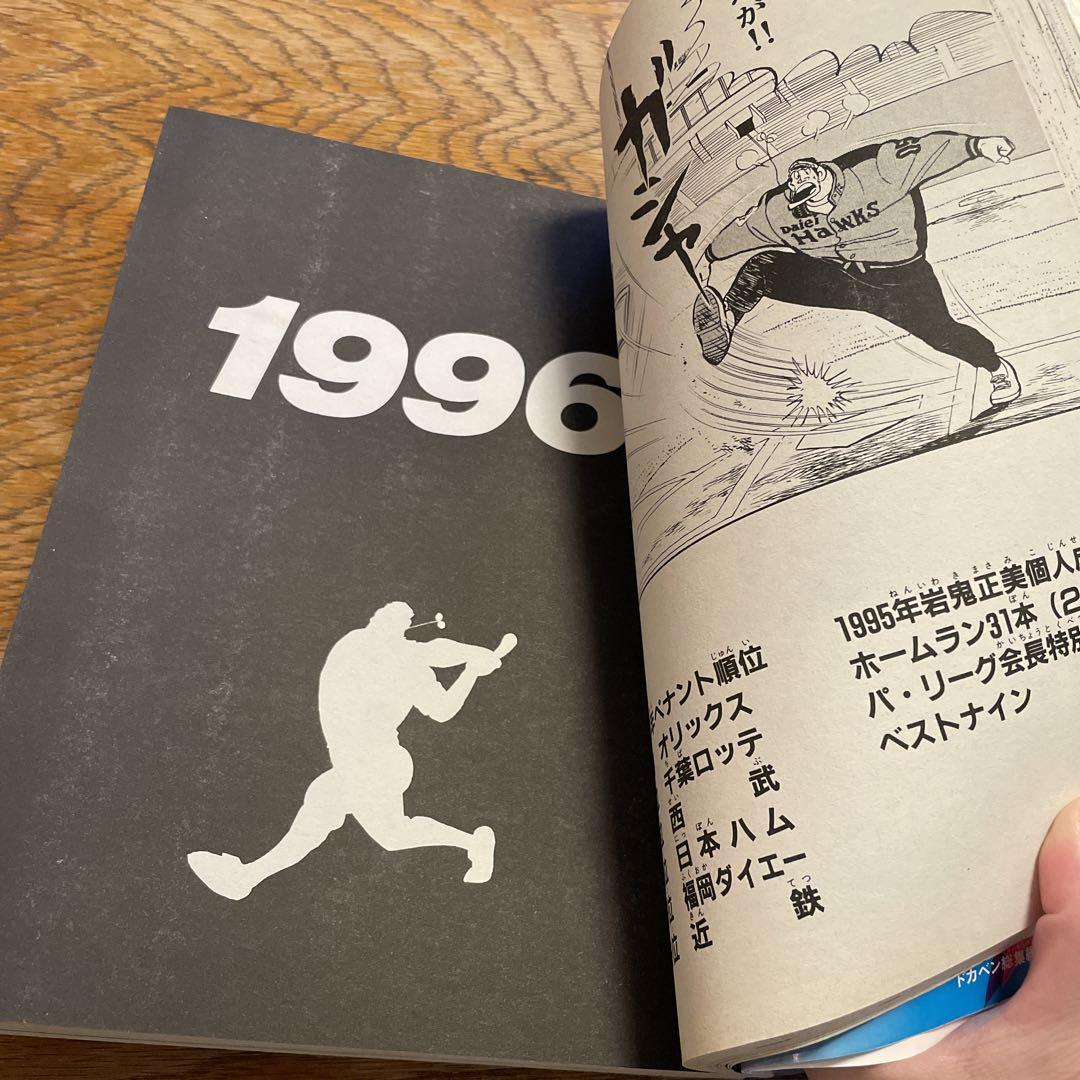 1996
が!!
ガシャ
Daiei
HaWKS
1995年岩鬼正美個人
ホームラン31本(2
パ・リーグ会長特別
ベストナイン
ペナント順位
オリックス
千葉ロッテ
西武
日本ハム
福岡ダイエー
近鉄
ドカベン総集